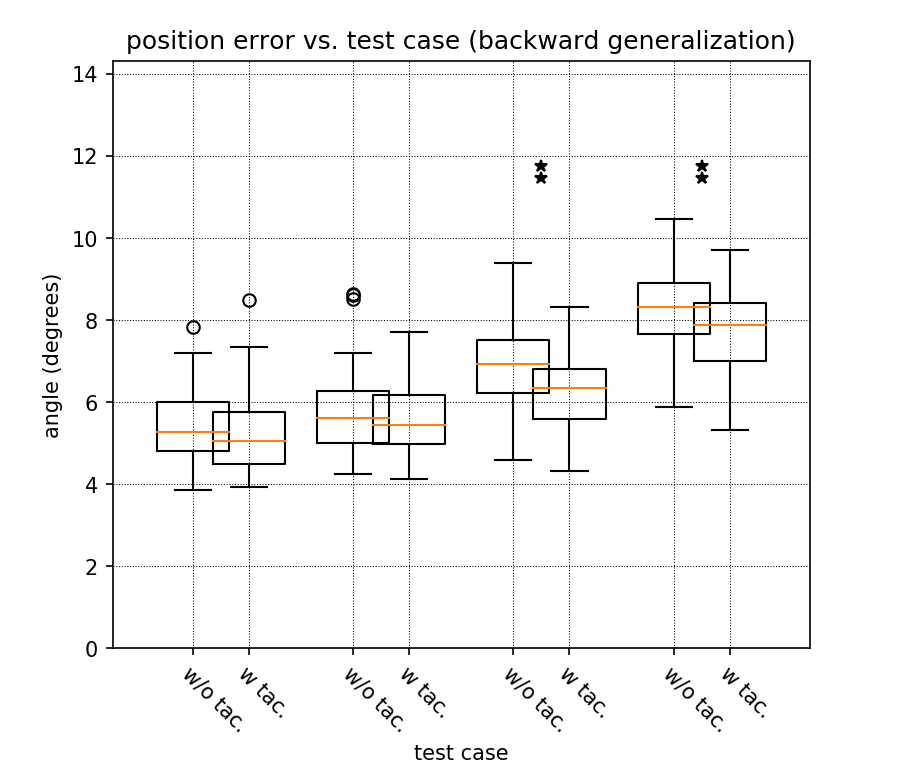 position error vs. test case (backward generalization)
14
12
10
8
6
4
2
0
angle (degrees)
w/o tac.
w tac.
w/o tac.
w tac.
w/o tac.
w tac.
w/o tac.
w tac.
test case